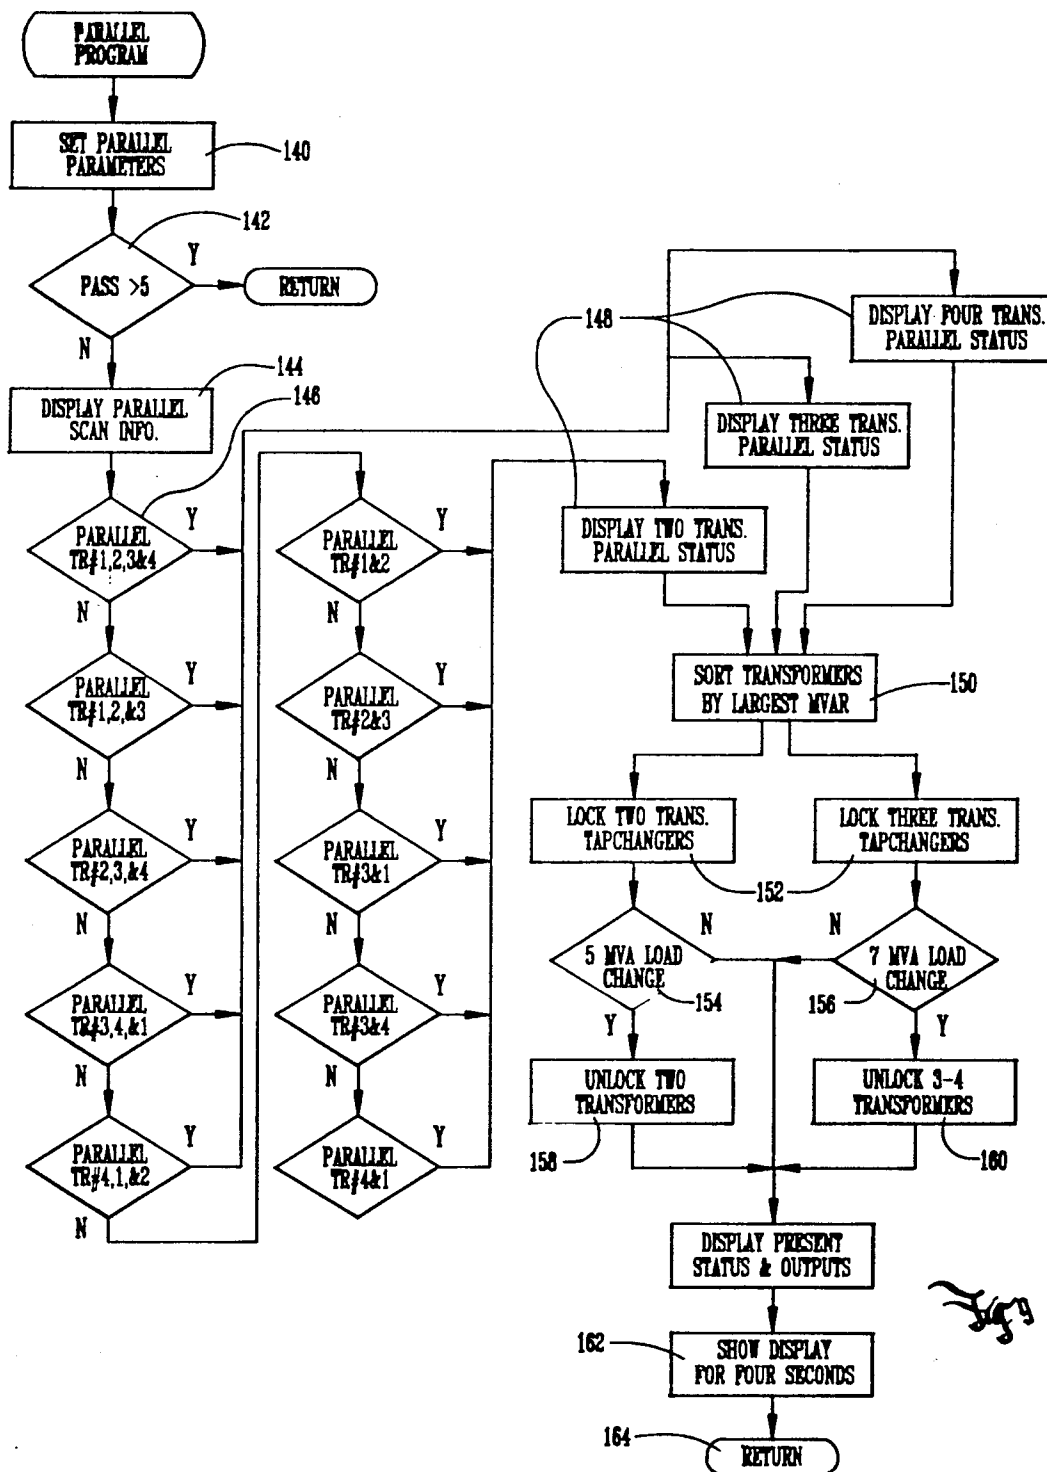 PARALLEL
PROGRAM
SET PARALLEL
PARAMETERS
140
142
PASS >5
Y
RETURN
N
144
DISPLAY PARALLEL
SCAN INFO.
146
PARALLEL
TR#1,2,3&4
Y
N
PARALLEL
TR#1,2,&3
Y
N
PARALLEL
TR#2,3,&4
Y
N
PARALLEL
TR#3,4,&1
Y
N
PARALLEL
TR#4,1,&2
Y
N
PARALLEL
TR#1&2
Y
N
PARALLEL
TR#2&3
Y
N
PARALLEL
TR#3&1
Y
N
PARALLEL
TR#3&4
Y
N
PARALLEL
TR#4&1
Y
148
DISPLAY FOUR TRANS.
PARALLEL STATUS
DISPLAY THREE TRANS.
PARALLEL STATUS
DISPLAY TWO TRANS.
PARALLEL STATUS
SORT TRANSFORMERS
BY LARGEST MVAR
150
LOCK TWO TRANS.
TAPCHANGERS
LOCK THREE TRANS.
TAPCHANGERS
152
5 MVA LOAD
CHANGE
154
N
Y
7 MVA LOAD
CHANGE
156
N
Y
UNLOCK TWO
TRANSFORMERS
158
UNLOCK 3-4
TRANSFORMERS
160
DISPLAY PRESENT
STATUS & OUTPUTS
162
SHOW DISPLAY
FOR FOUR SECONDS
164
RETURN
Fig 9